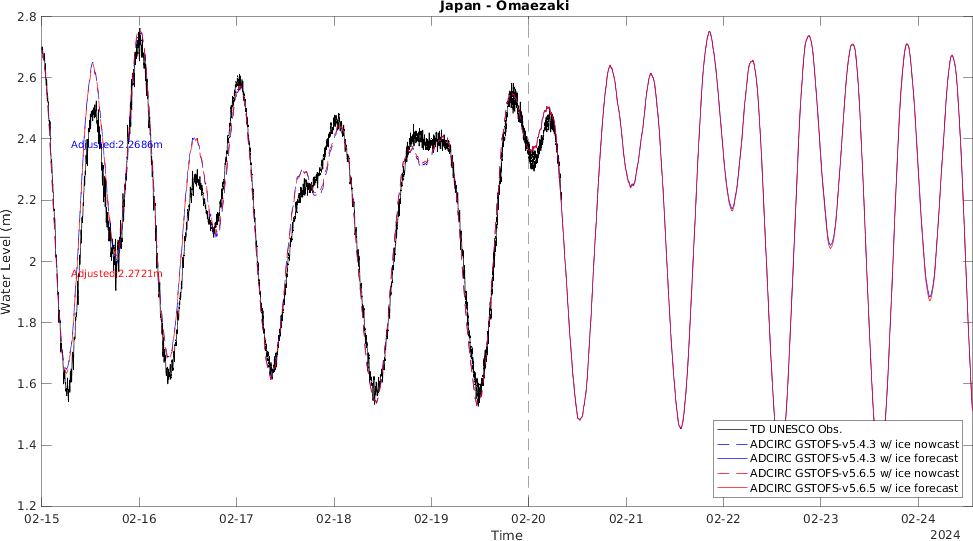 Japan - Omaezaki
2.8
2.6
2.4
2.2
2
1.8
1.6
1.4
1.2
Water Level (m)
Adjusted:2.2686m
Adjusted:2.2721m
TD UNESCO Obs.
ADCIRC GSTOFS-v5.4.3 w/ ice nowcast
ADCIRC GSTOFS-v5.4.3 w/ ice forecast
ADCIRC GSTOFS-v5.6.5 w/ ice nowcast
ADCIRC GSTOFS-v5.6.5 w/ ice forecast
02-15 02-16 02-17 02-18 02-19 02-20 02-21 02-22 02-23 02-24
Time
2024